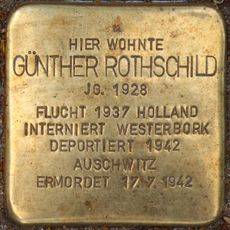 HIER WOHNTE
GÜNTHER ROTHSCHILD
JG. 1928
FLUCHT 1937 HOLLAND
INTERNIERT WESTERBORK
DEPORTIERT 1942
AUSCHWITZ
ERMORDET 17.7.1942